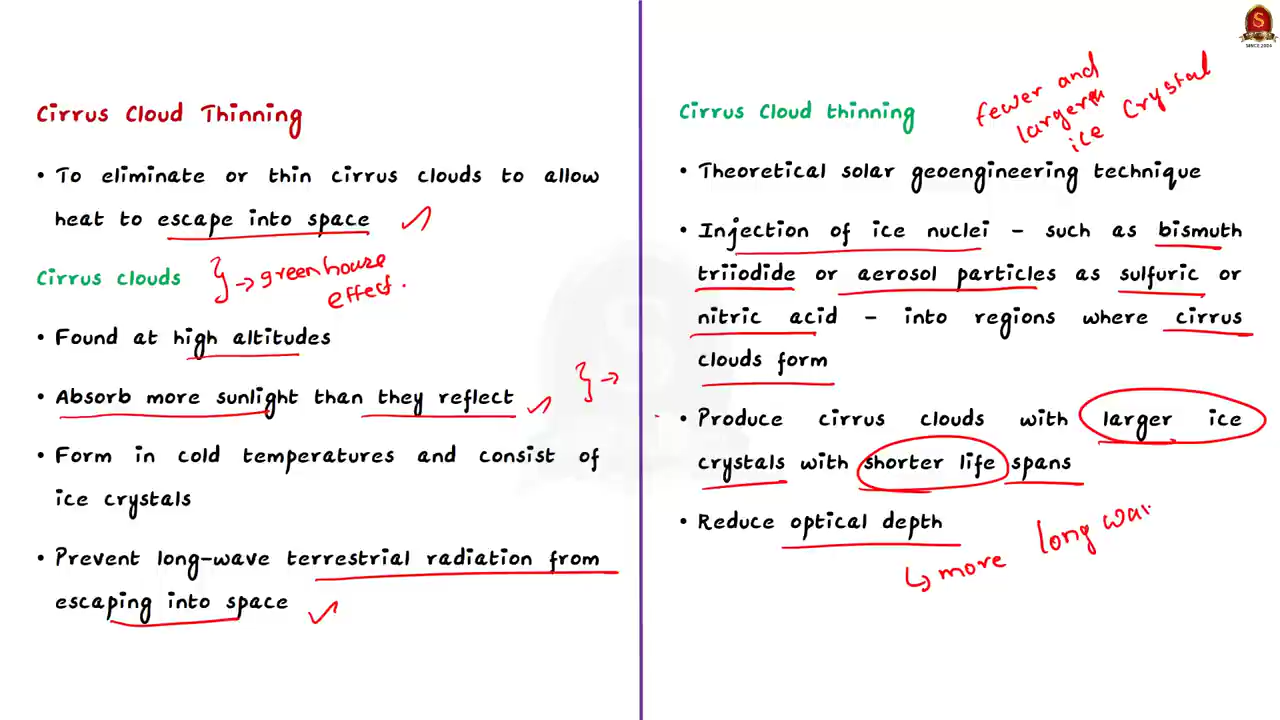 Cirrus Cloud Thinning
• To eliminate or thin cirrus clouds to allow
heat to escape into space
Cirrus clouds
→ greenhouse
effect.
• Found at high altitudes
• Absorb more sunlight than they reflect
• Form in cold temperatures and consist of
ice crystals
• Prevent long-wave terrestrial radiation from
escaping into space
S
SINCE 2004
Cirrus Cloud thinning
fewer and
larger
ice crystal
• Theoretical solar geoengineering technique
• Injection of ice nuclei - such as bismuth
triiodide or aerosol particles as sulfuric or
nitric acid - into regions where cirrus
clouds form
• Produce cirrus clouds with larger ice
crystals with shorter life spans
• Reduce optical depth
↳ more long wav